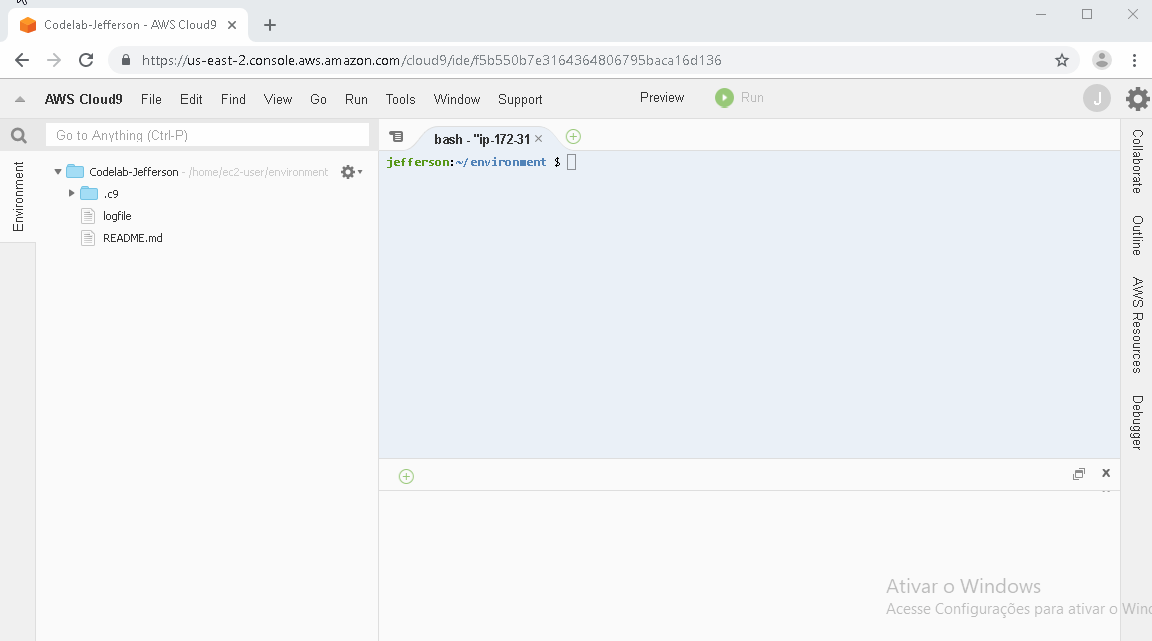 Codelab-Jefferson - AWS Cloud9
https://us-east-2.console.aws.amazon.com/cloud9/ide/f5b550b7e3164364806795baca16d136
AWS Cloud9 File Edit Find View Go Run Tools Window Support Preview Run J
Go to Anything (Ctrl-P)
bash - "ip-172-31
Environment
Codelab-Jefferson - /home/ec2-user/environment
.c9
logfile
README.md
jefferson:~/environment $
Collaborate
Outline
AWS Resources
Debugger
Ativar o Windows
Acesse Configurações para ativar o Wind